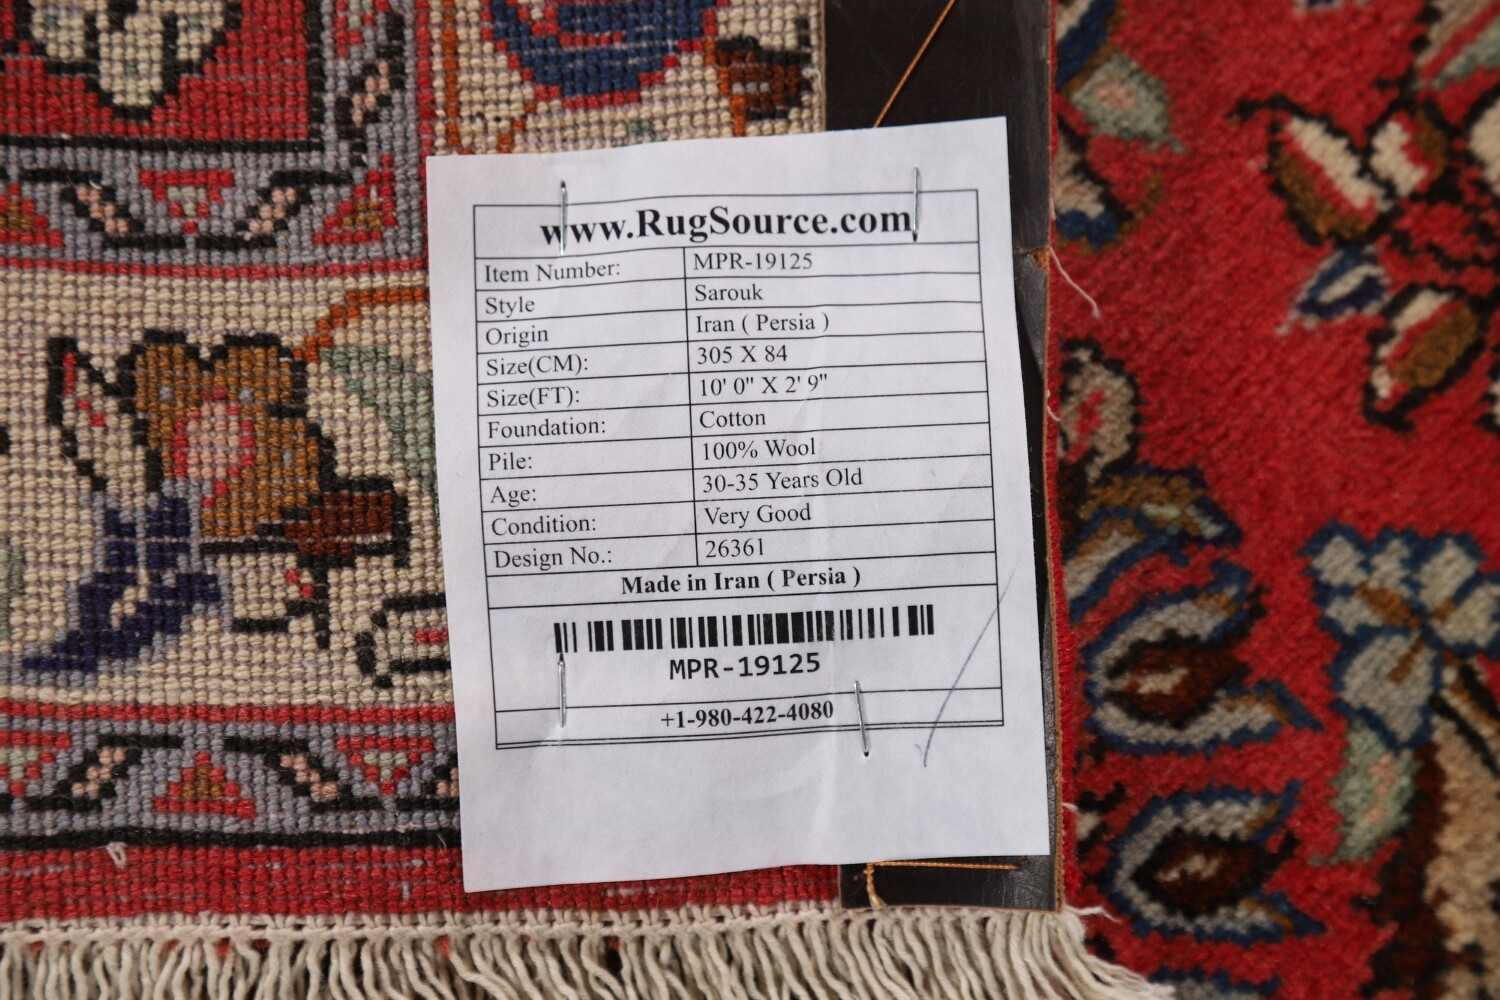 www.RugSource.com
Item Number: MPR-19125
Style Sarouk
Origin Iran ( Persia )
Size(CM): 305 X 84
Size(FT): 10' 0" X 2' 9"
Foundation: Cotton
Pile: 100% Wool
Age: 30-35 Years Old
Condition: Very Good
Design No.: 26361
Made in Iran ( Persia )
MPR-19125
+1-980-422-4080